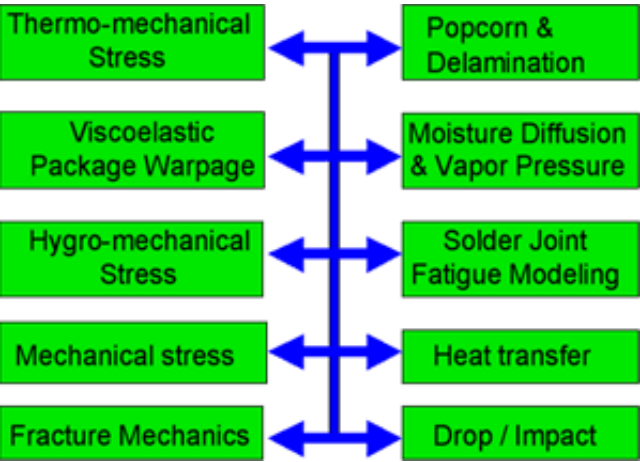 Thermo-mechanical
Stress
Popcorn &
Delamination
Viscoelastic
Package Warpage
Moisture Diffusion
& Vapor Pressure
Hygro-mechanical
Stress
Solder Joint
Fatigue Modeling
Mechanical stress
Heat transfer
Fracture Mechanics
Drop / Impact